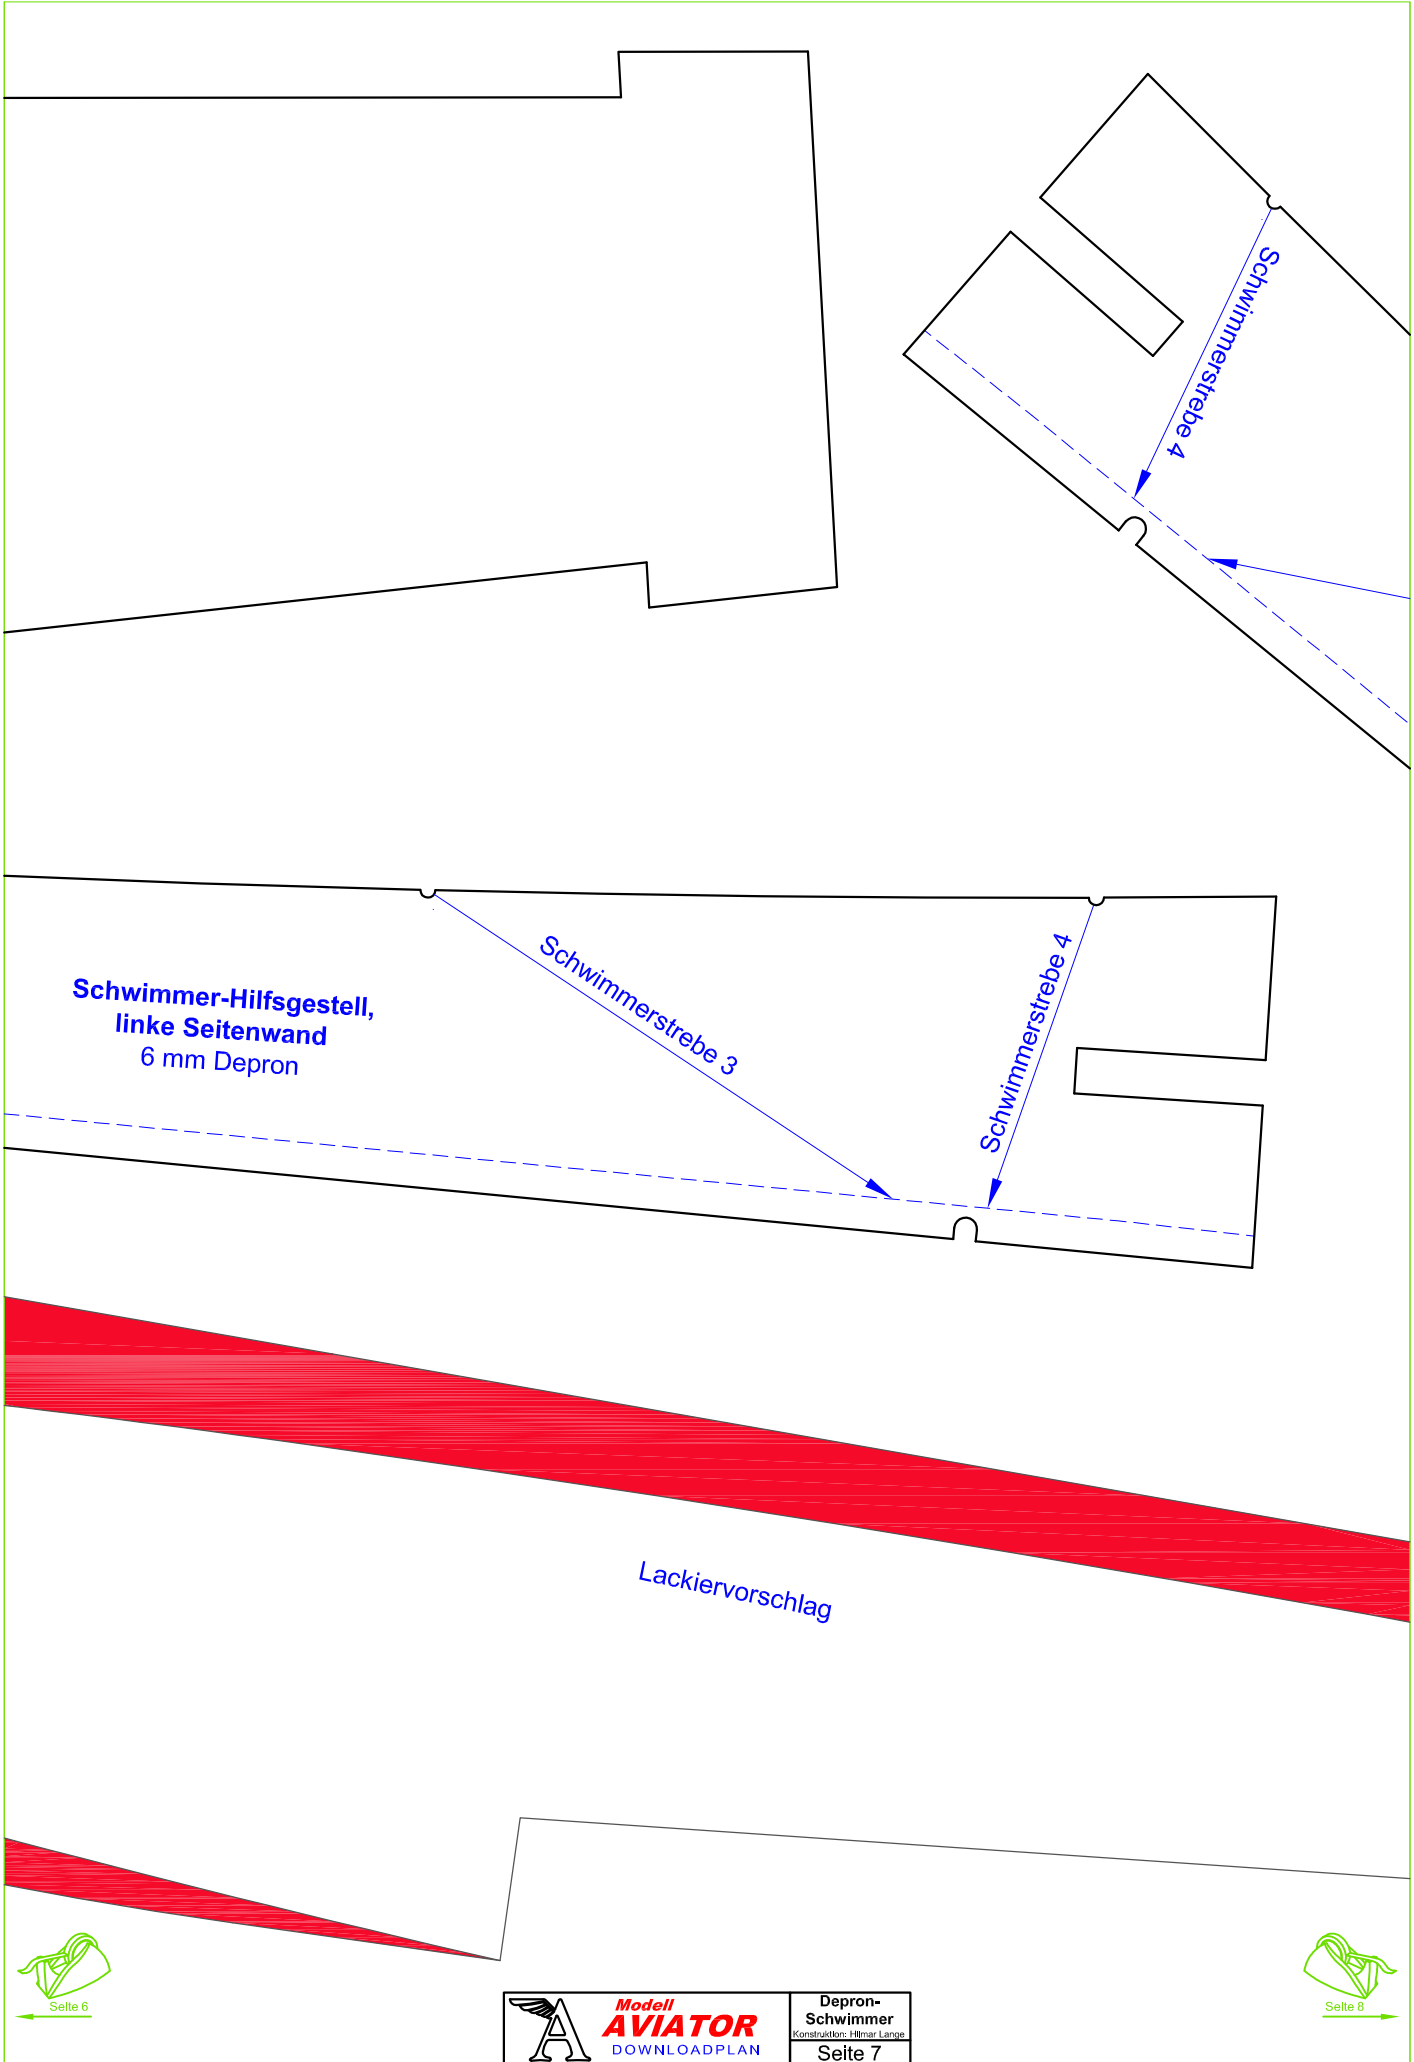 Schwimmerstrebe 4
Schwimmerstrebe 3
Schwimmerstrebe 4
Schwimmer-Hilfsgestell,
linke Seitenwand
6 mm Depron
Lackiervorschlag
Seite 6
Seite 8
Modell
AVIATOR
DOWNLOADPLAN
Depron-
Schwimmer
Konstruktion: Hilmar Lange
Seite 7